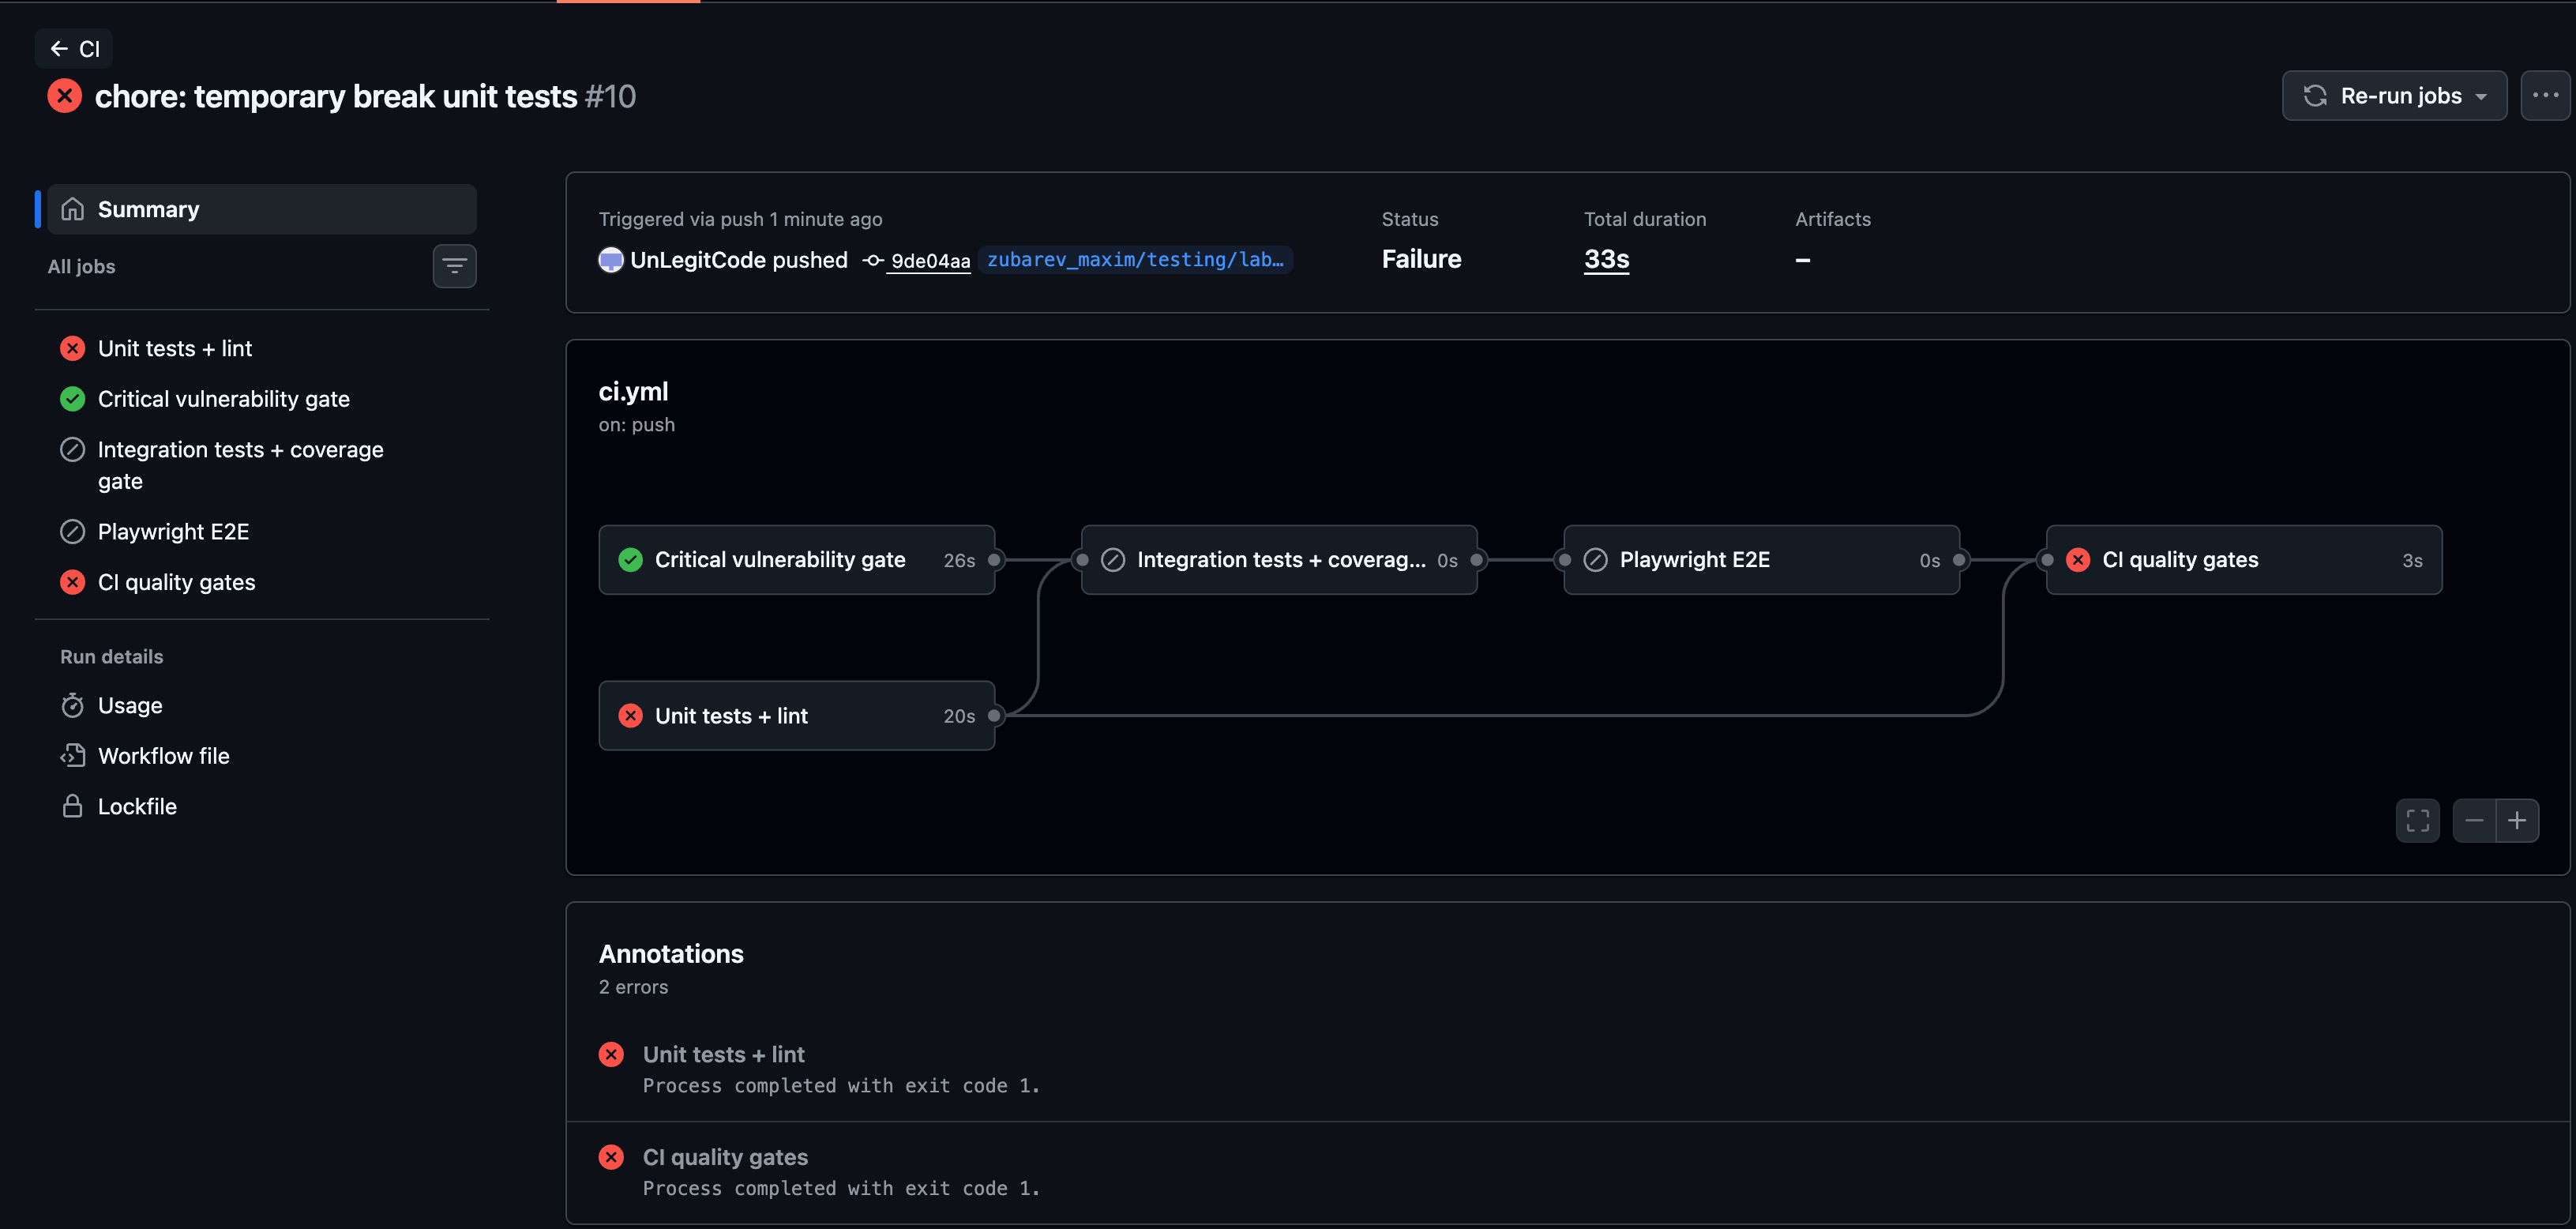 CI
chore: temporary break unit tests #10
Re-run jobs
Summary
All jobs
Unit tests + lint
Critical vulnerability gate
Integration tests + coverage
gate
Playwright E2E
CI quality gates
Run details
Usage
Workflow file
Lockfile
Triggered via push 1 minute ago
UnLegitCode pushed 9de04aa zubarev_maxim/testing/lab…
Status
Failure
Total duration
33s
Artifacts
–
ci.yml
on: push
Critical vulnerability gate 26s
Integration tests + coverag... 0s
Playwright E2E 0s
CI quality gates 3s
Unit tests + lint 20s
Annotations
2 errors
Unit tests + lint
Process completed with exit code 1.
CI quality gates
Process completed with exit code 1.